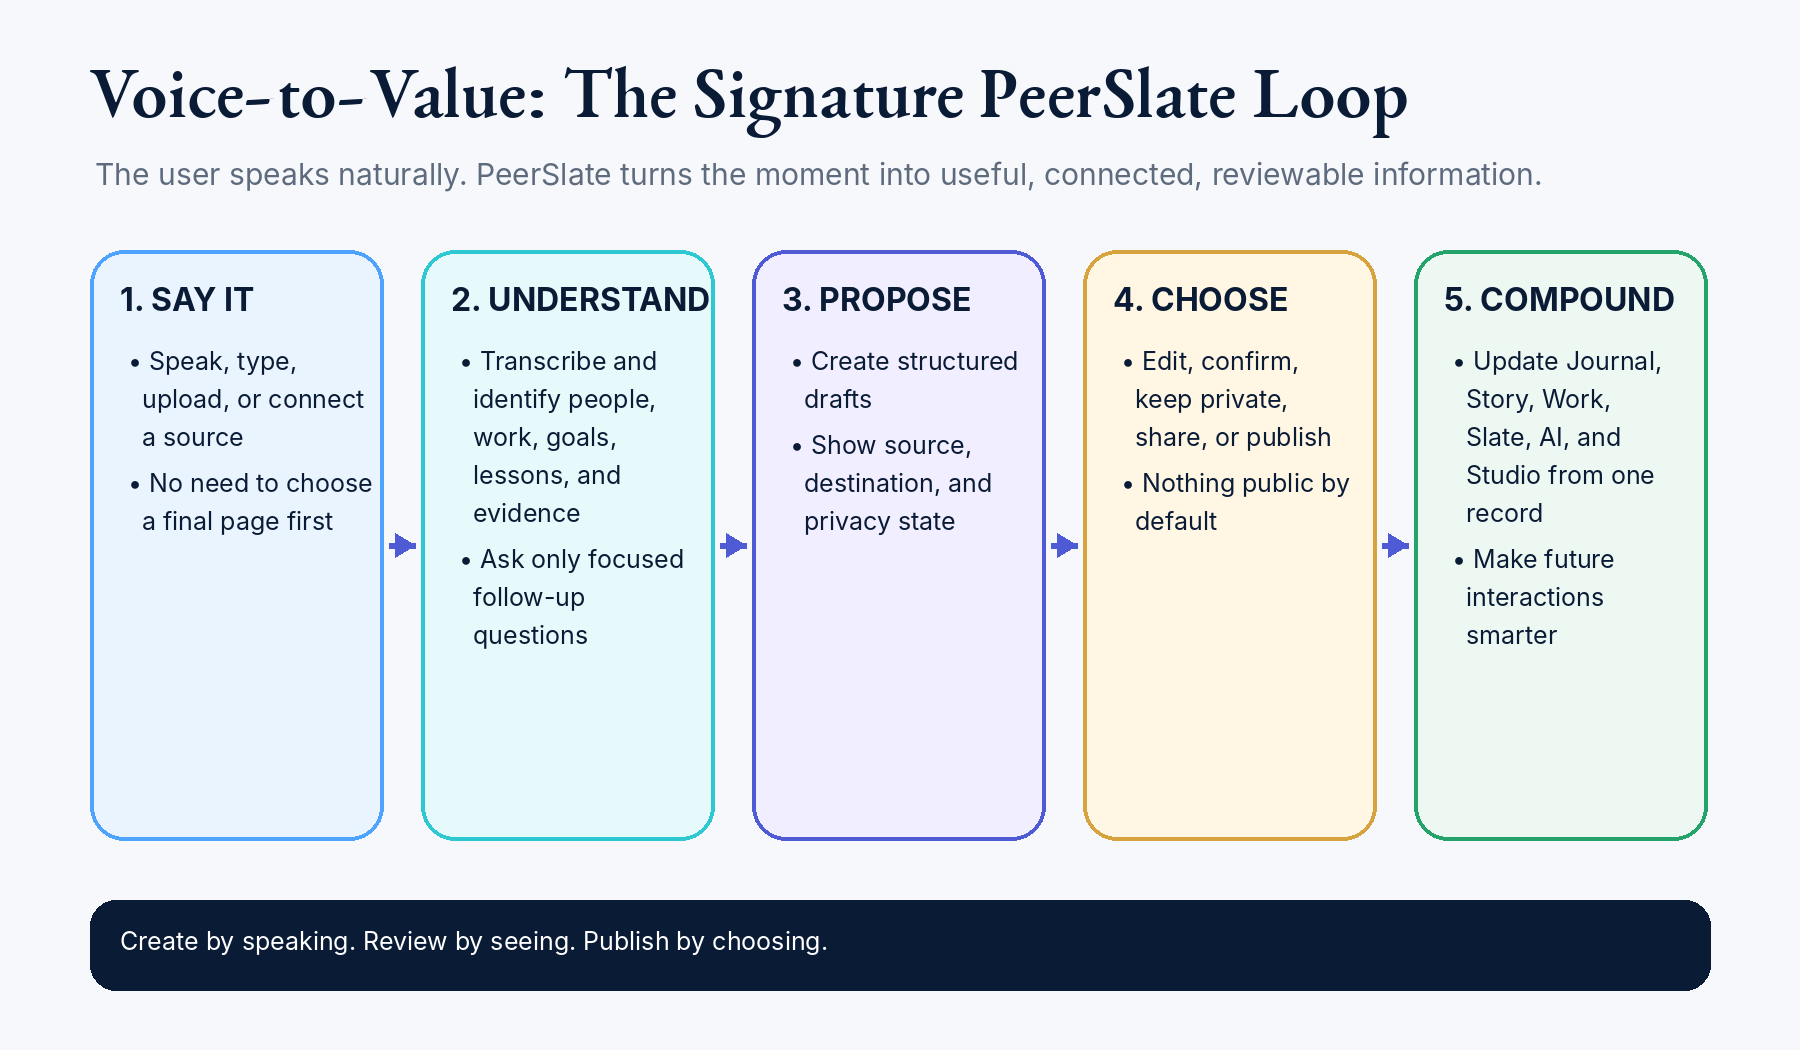 Voice-to-Value: The Signature PeerSlate Loop
The user speaks naturally. PeerSlate turns the moment into useful, connected, reviewable information.
1. SAY IT
• Speak, type,
upload, or connect
a source
• No need to choose
a final page first
2. UNDERSTAND
• Transcribe and
identify people,
work, goals,
lessons, and
evidence
• Ask only focused
follow-up
questions
3. PROPOSE
• Create structured
drafts
• Show source,
destination, and
privacy state
4. CHOOSE
• Edit, confirm,
keep private,
share, or publish
• Nothing public by
default
5. COMPOUND
• Update Journal,
Story, Work,
Slate, AI, and
Studio from one
record
• Make future
interactions
smarter
Create by speaking. Review by seeing. Publish by choosing.